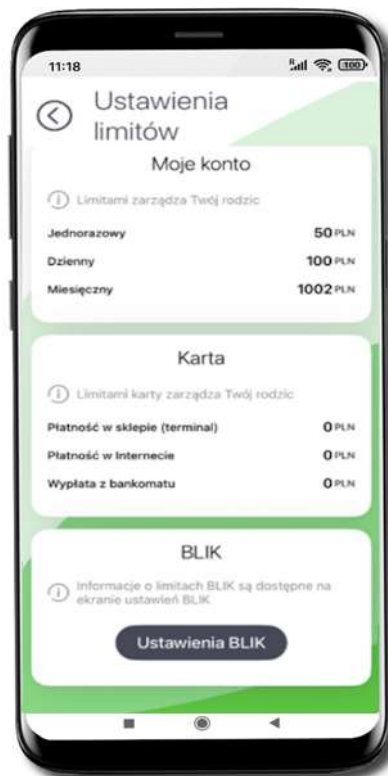 11:18
R
100
Ustawienia
limitów
Moje konto
Limitami zarządza Twój rodzic
Jednorazowy 50 PLN
Dzienny 100 PLN
Miesięczny 1002 PLN
Karta
Limitami karty zarządza Twój rodzic
Płatność w sklepie (terminal) 0 PLN
Płatność w Internecie 0 PLN
Wypłata z bankomatu 0 PLN
BLIK
Informacje o limitach BLIK są dostępne na
ekranie ustawień BLIK
Ustawienia BLIK